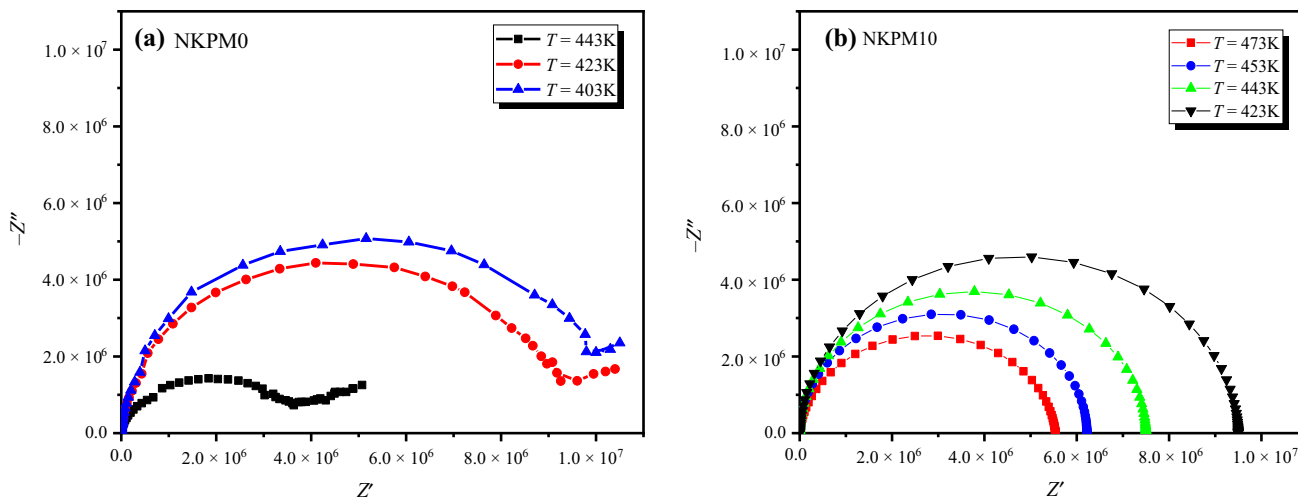 (a) NKPM0
T = 443K
T = 423K
T = 403K
1.0 × 10⁷
8.0 × 10⁶
6.0 × 10⁶
4.0 × 10⁶
2.0 × 10⁶
0.0
−Z″
0.0 2.0 × 10⁶ 4.0 × 10⁶ 6.0 × 10⁶ 8.0 × 10⁶ 1.0 × 10⁷
Z′
(b) NKPM10
T = 473K
T = 453K
T = 443K
T = 423K
1.0 × 10⁷
8.0 × 10⁶
6.0 × 10⁶
4.0 × 10⁶
2.0 × 10⁶
0.0
−Z″
0.0 2.0 × 10⁶ 4.0 × 10⁶ 6.0 × 10⁶ 8.0 × 10⁶ 1.0 × 10⁷
Z′